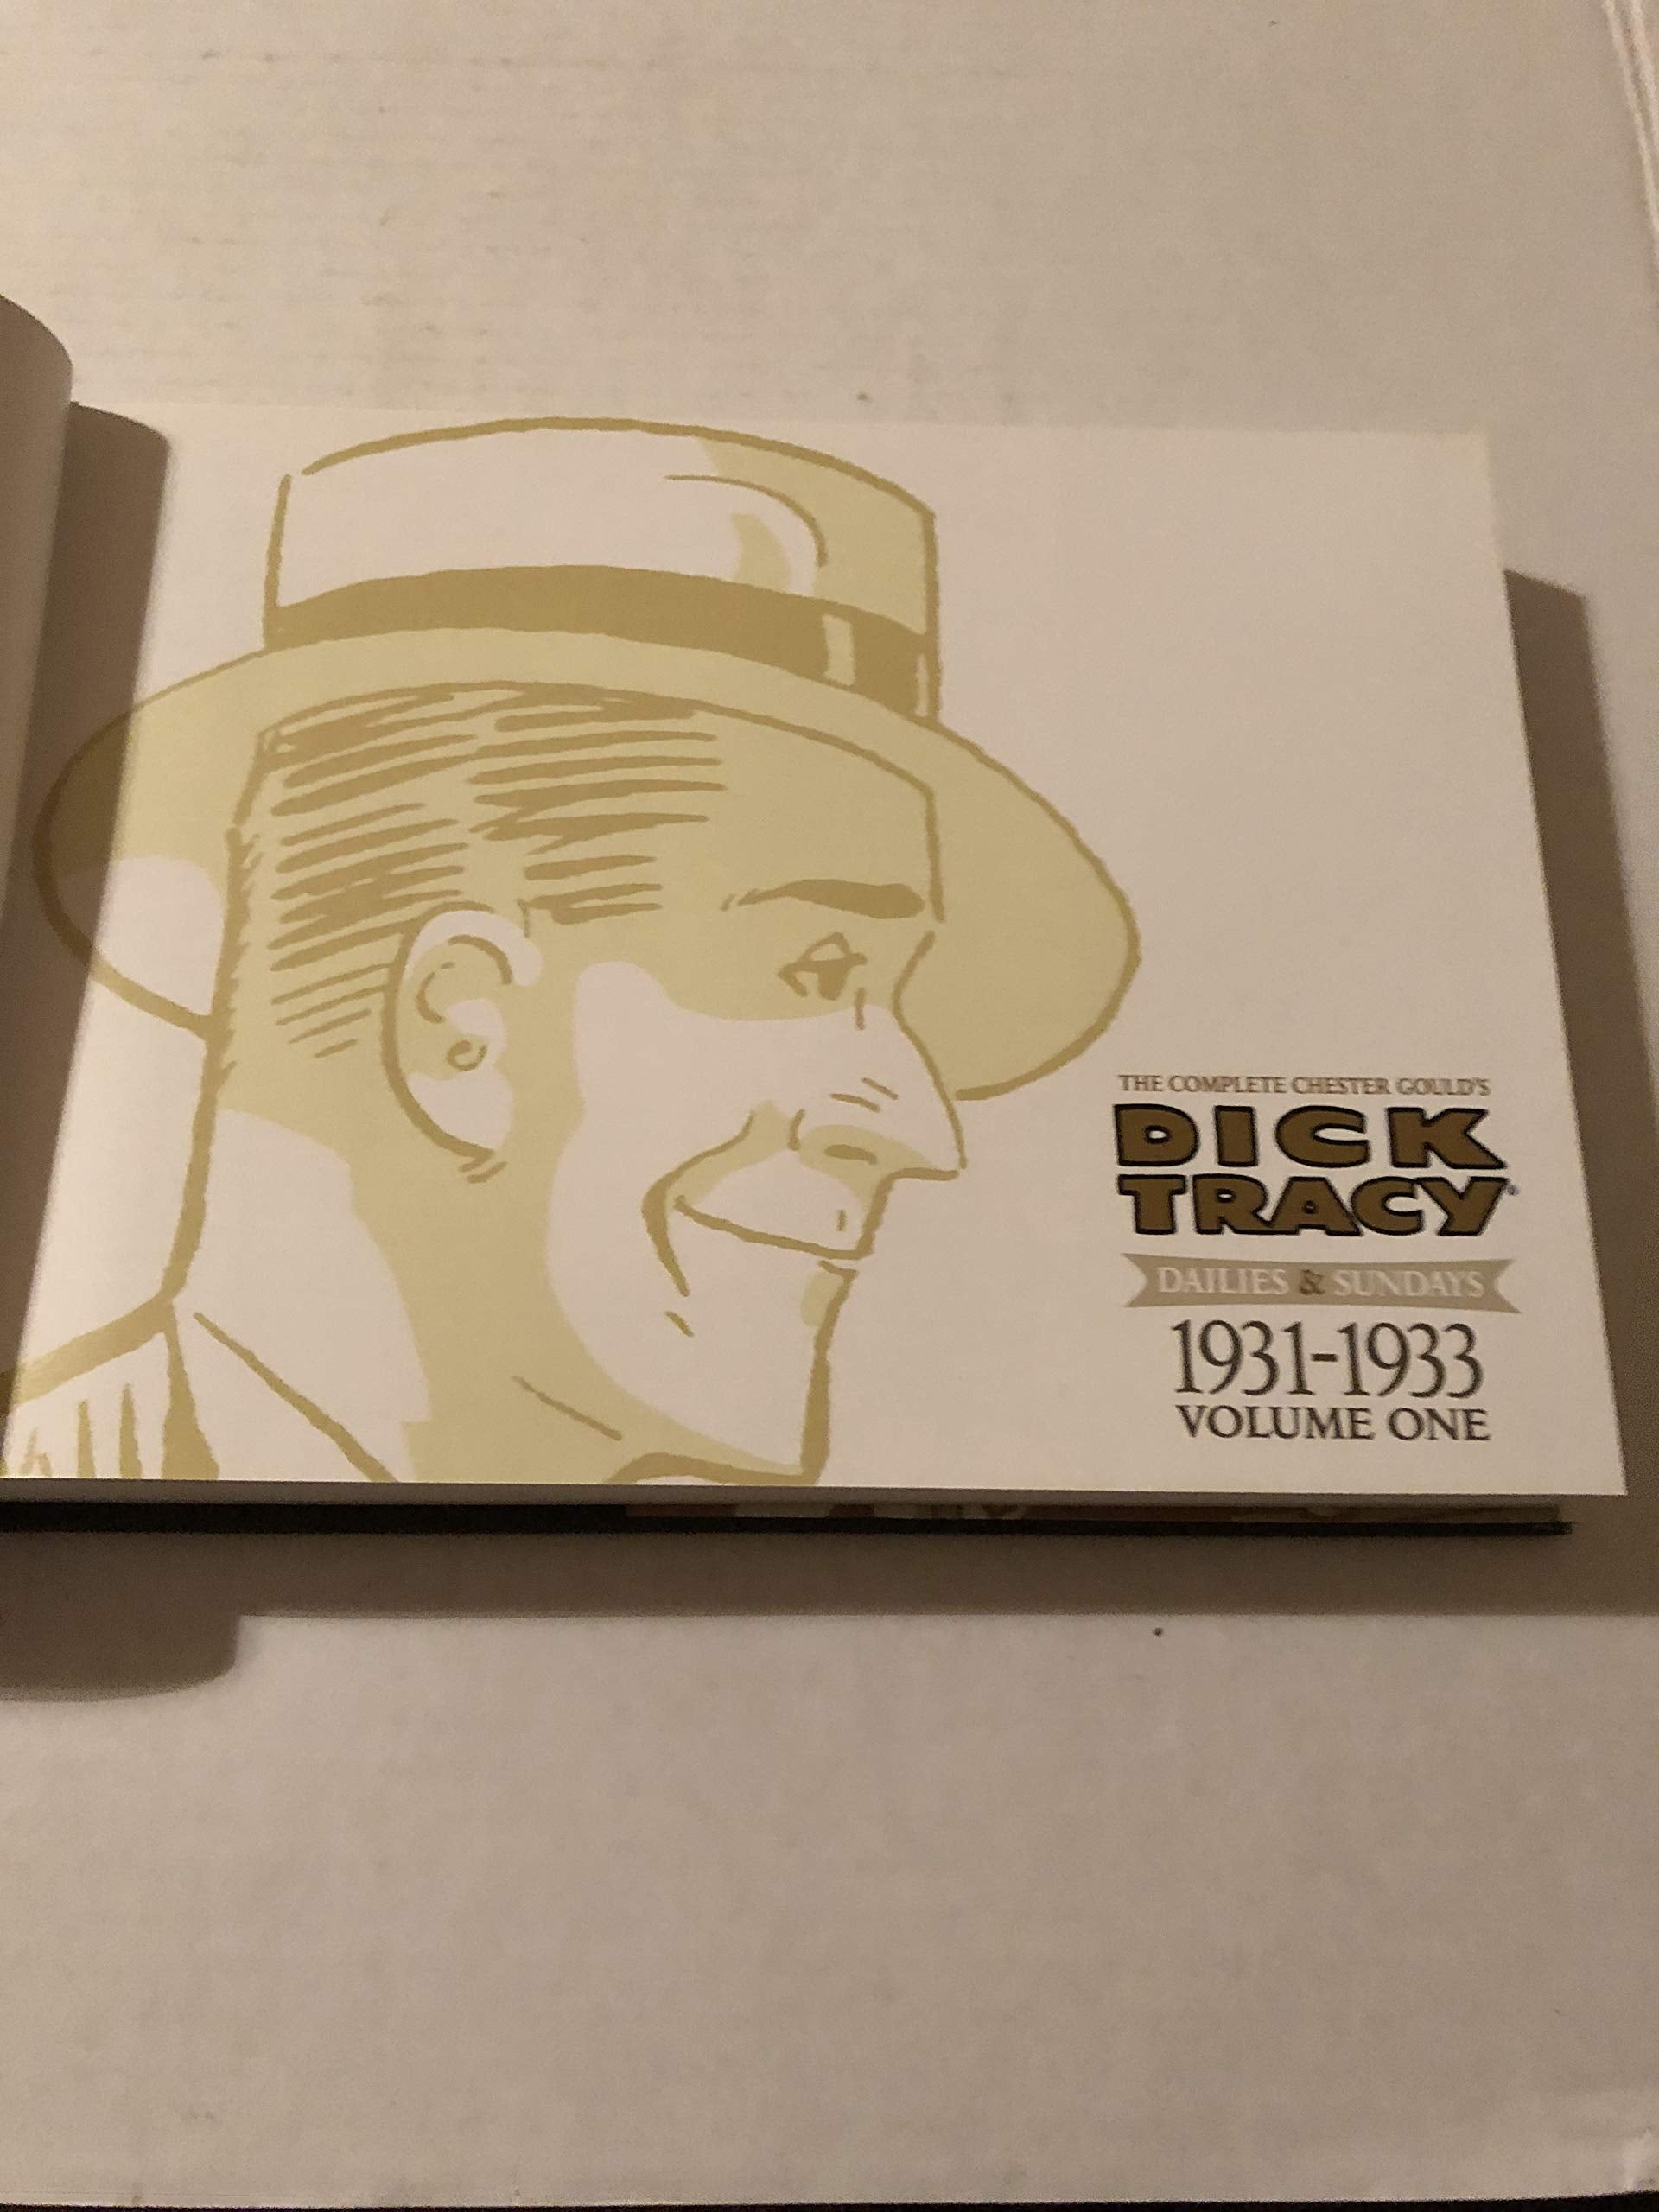 THE COMPLETE CHESTER GOULD'S
DICK
TRACY®
DAILIES & SUNDAYS
1931-1933
VOLUME ONE